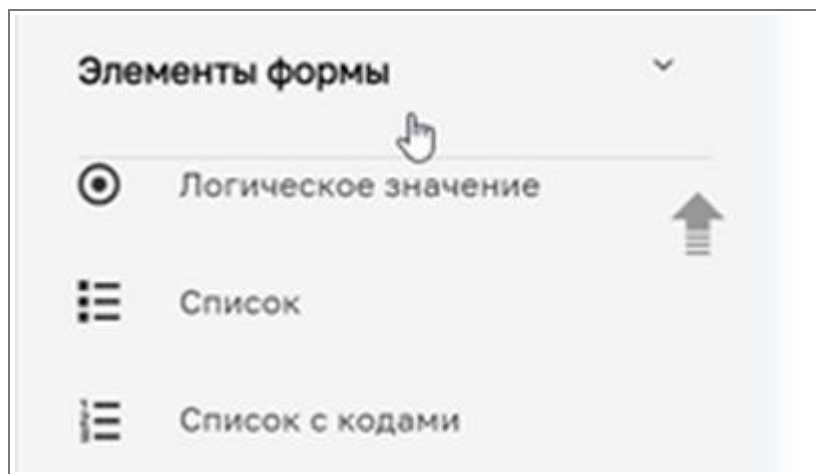 Элементы формы
Логическое значение
Список
Список с кодами